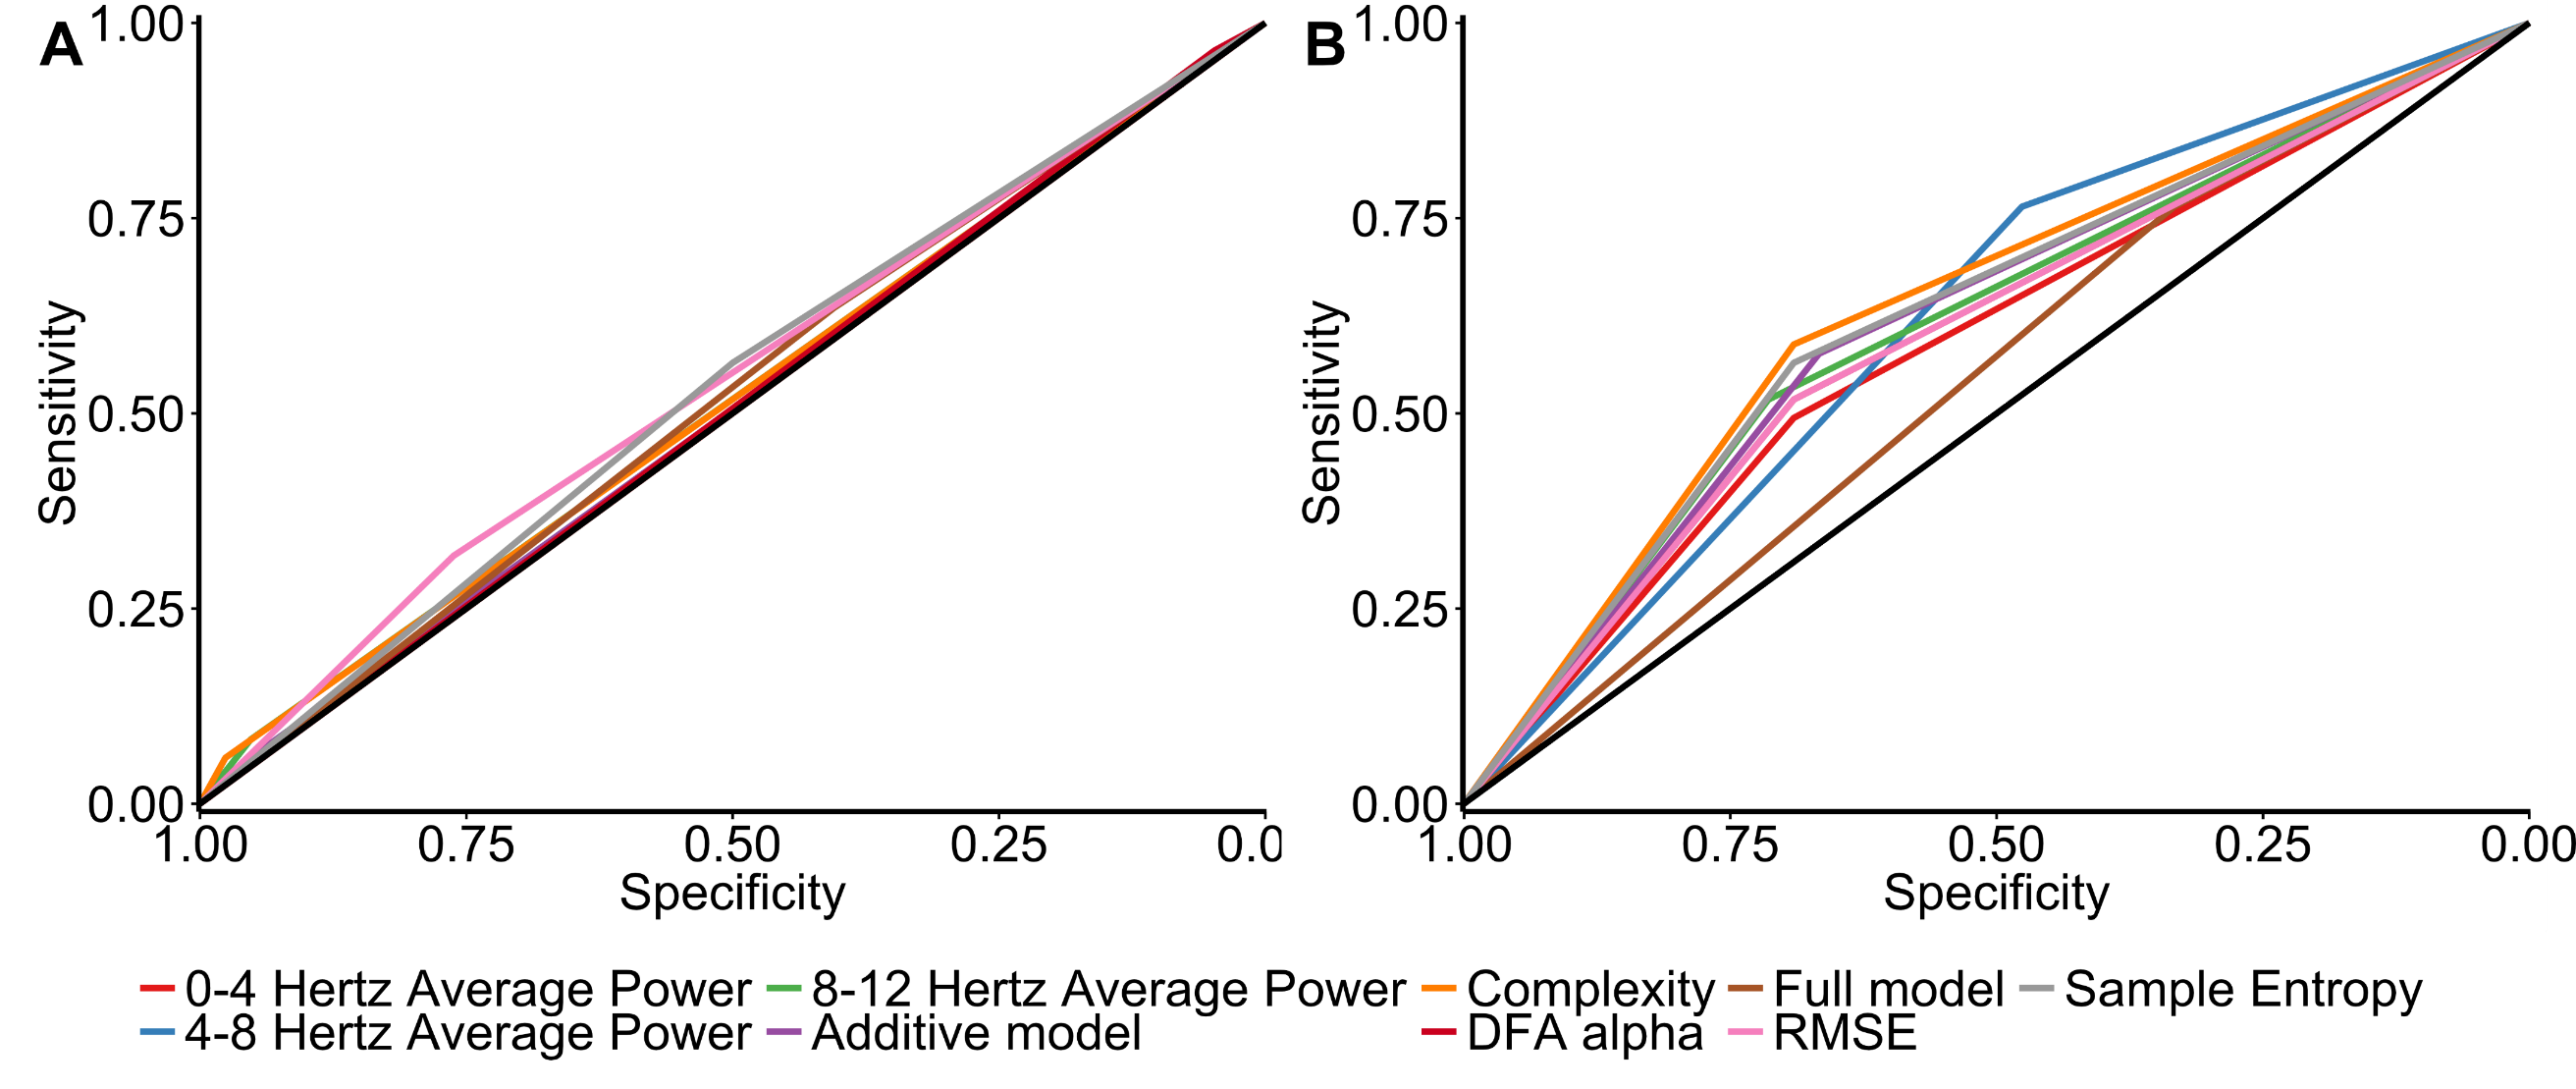 A
1.00
0.75
0.50
0.25
0.00
Sensitivity
1.00 0.75 0.50 0.25 0.0
Specificity
B
1.00
0.75
0.50
0.25
0.00
Sensitivity
1.00 0.75 0.50 0.25 0.00
Specificity
0-4 Hertz Average Power 8-12 Hertz Average Power Complexity Full model Sample Entropy
4-8 Hertz Average Power Additive model DFA alpha RMSE